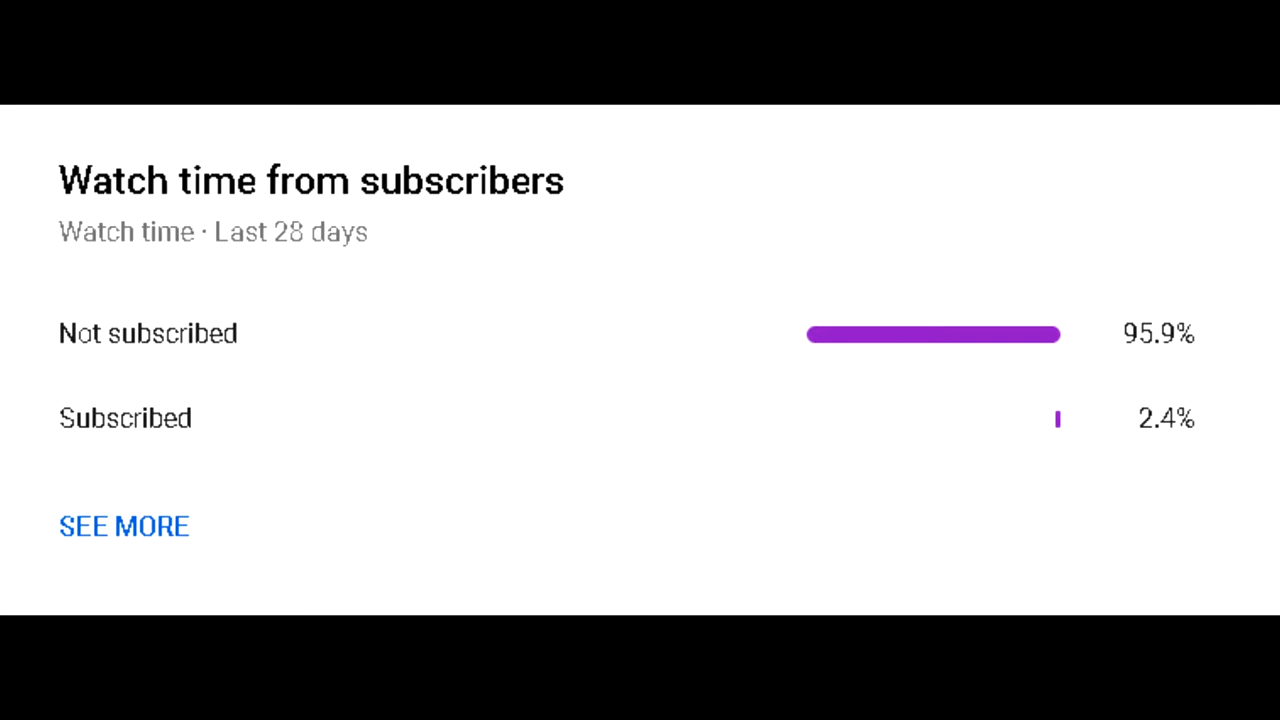 Watch time from subscribers
Watch time · Last 28 days
Not subscribed 95.9%
Subscribed 2.4%
SEE MORE